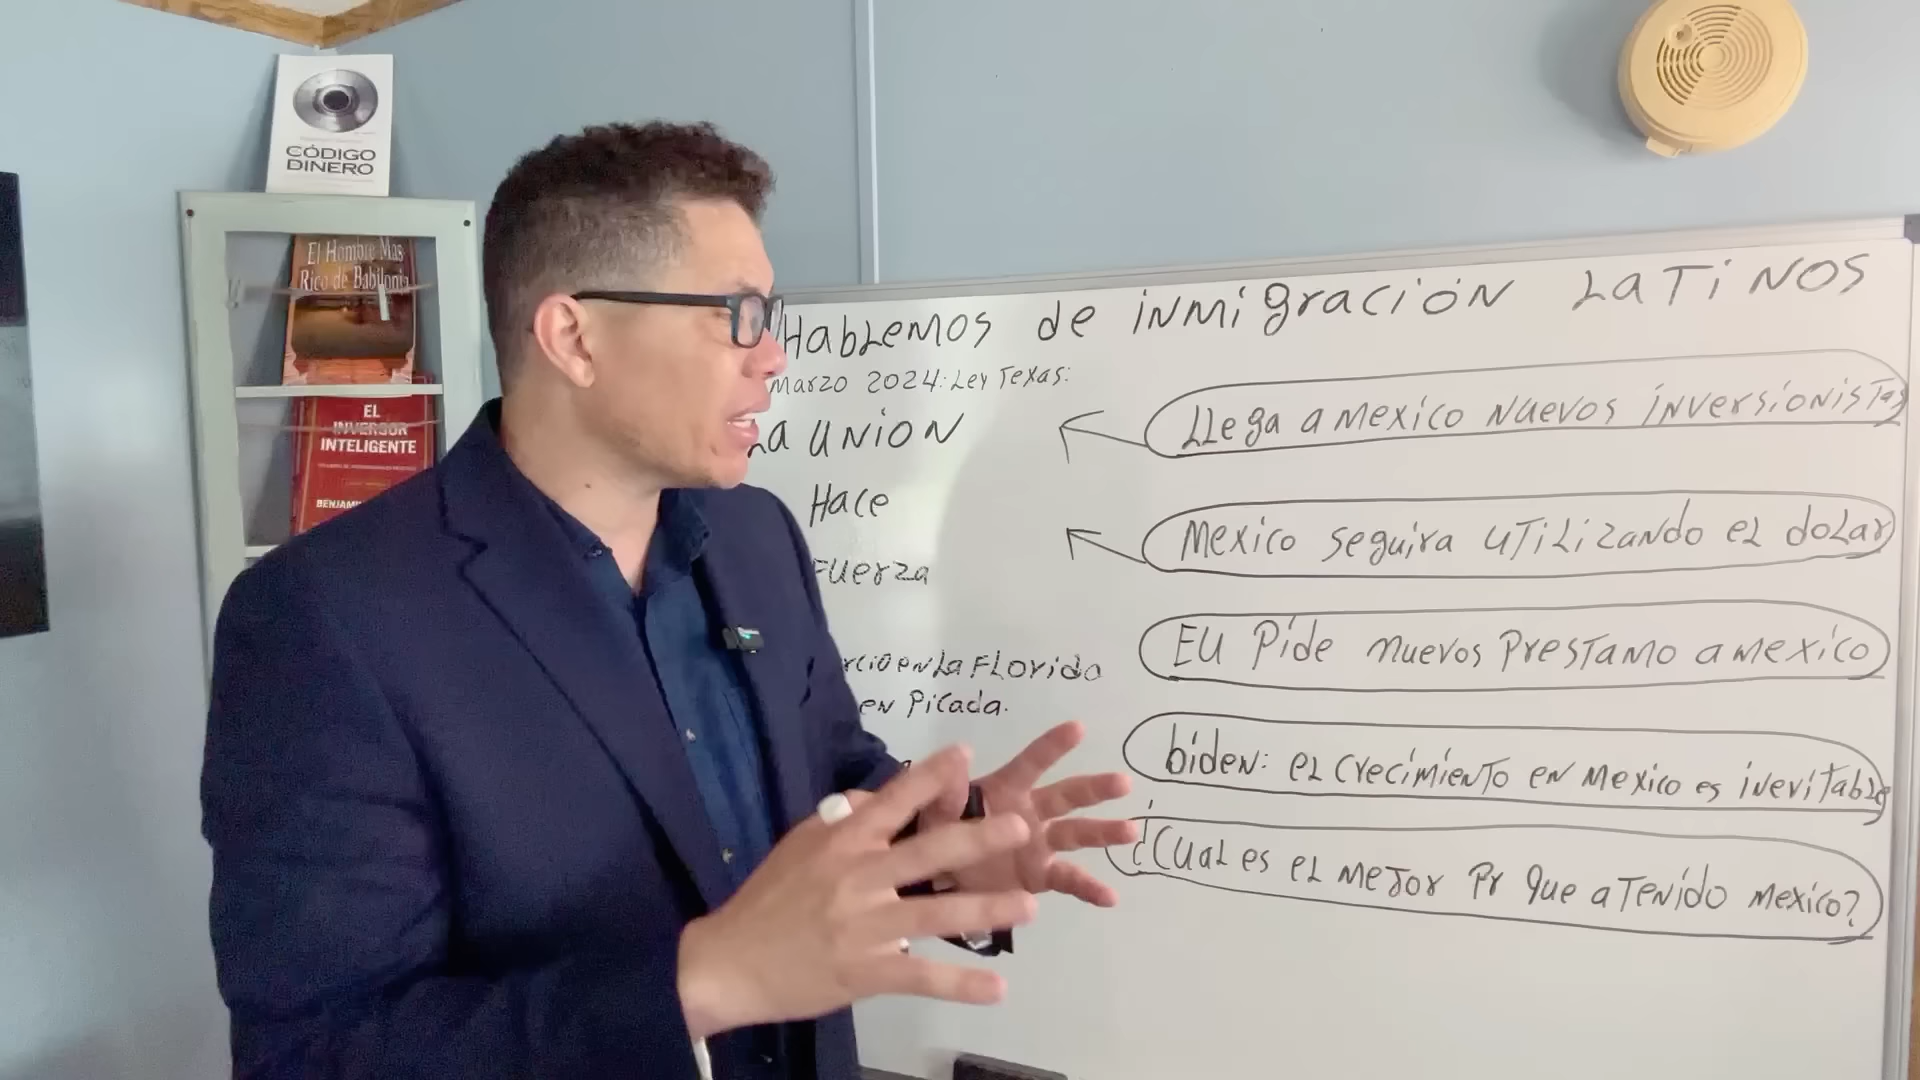 CÓDIGO
DINERO
El Hombre Mas
Rico de Babilonia
EL
INVERSOR
INTELIGENTE
HabLemos de inmigración Latinos
marzo 2024: Ley Texas:
La union
Hace
Fuerza
en La Florida
en Picada.
LLega a mexico nuevos inversionistas
mexico seguira utilizando el dolar
EU Pide nuevos Prestamo a mexico
biden: el crecimiento en mexico es inevitable
¿Cual es el mejor Pr que a tenido mexico?